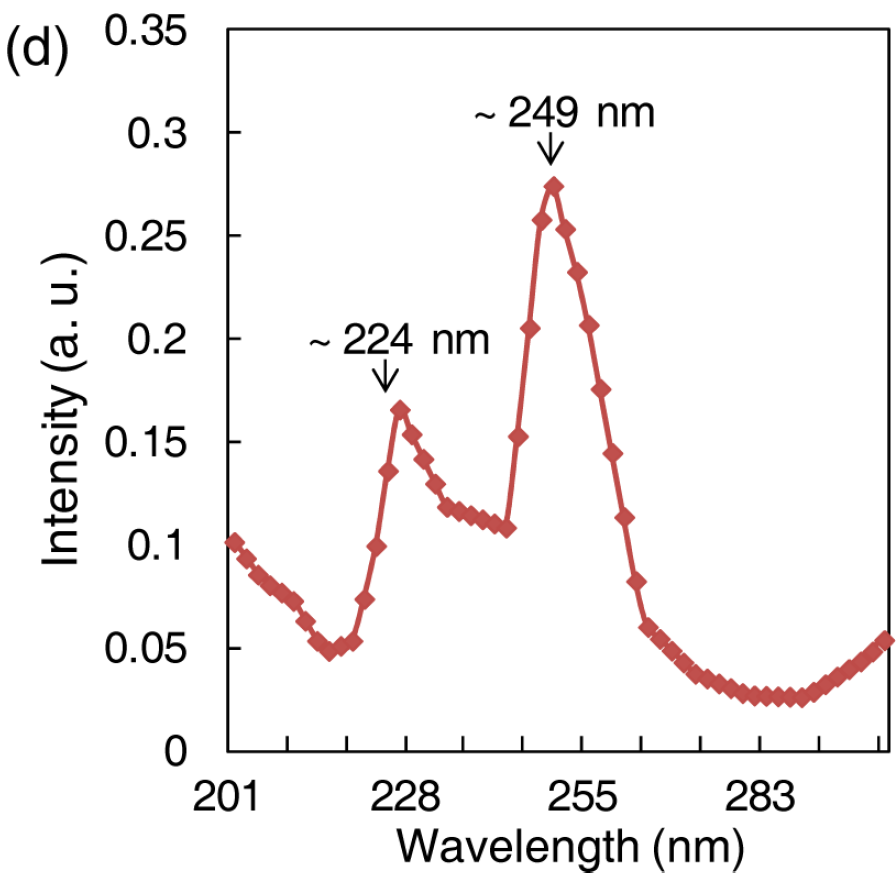 (d)
0.35
0.3
0.25
0.2
0.15
0.1
0.05
0
Intensity (a. u.)
~ 249 nm
~ 224 nm
201 228 255 283
Wavelength (nm)